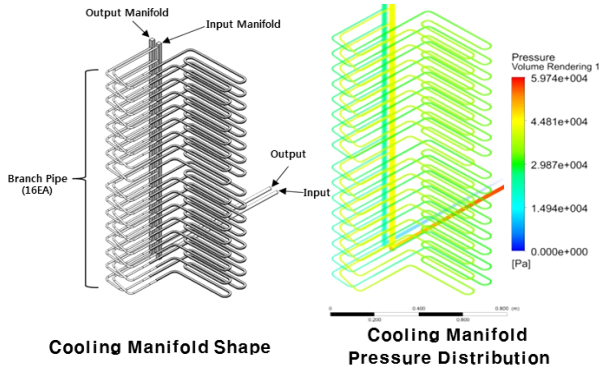 Output Manifold
Input Manifold
Branch Pipe
(16EA)
Output
Input
Cooling Manifold Shape
Pressure
Volume Rendering 1
5.974e+004
4.481e+004
2.987e+004
1.494e+004
0.000e+000
[Pa]
0 0.400 0.800 (m)
0.200 0.600
Cooling Manifold
Pressure Distribution